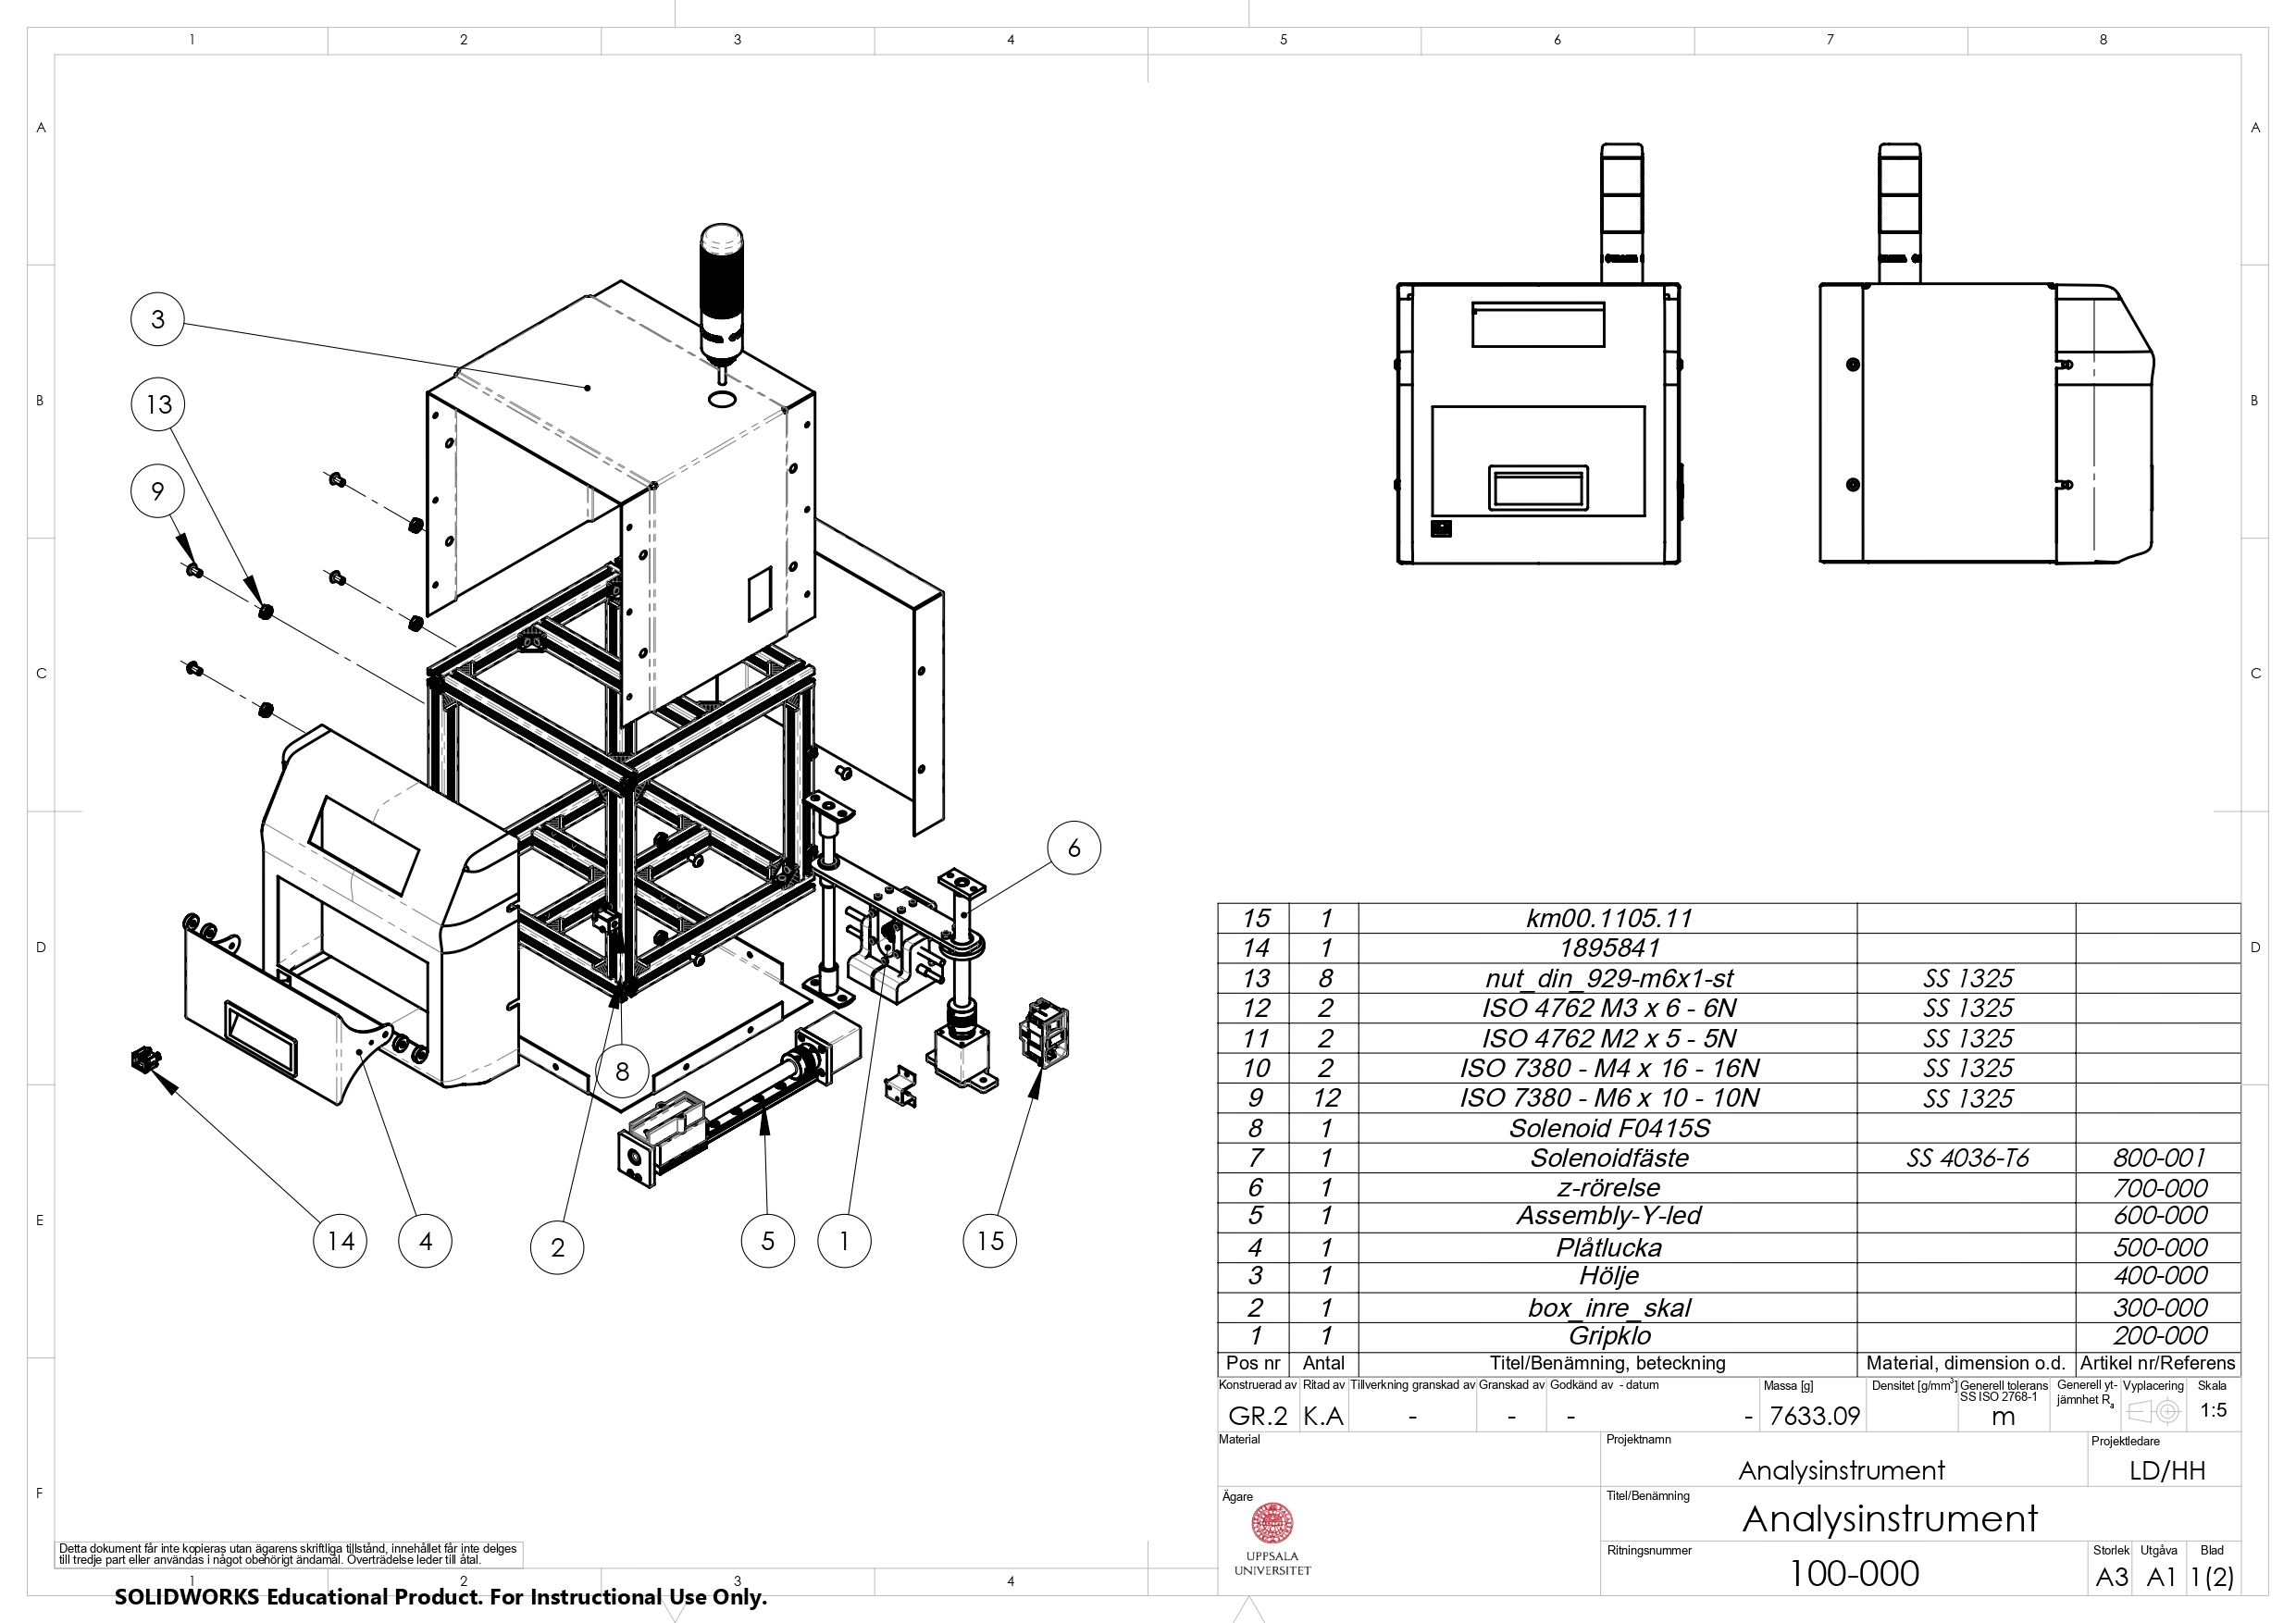 1 2 3 4 5 6 7 8
A A
B B
C C
D D
E
F
3
13
9
6
8
14 4 2 5 1 15
15 1 km00.1105.11
14 1 1895841
13 8 nut_din_929-m6x1-st SS 1325
12 2 ISO 4762 M3 x 6 - 6N SS 1325
11 2 ISO 4762 M2 x 5 - 5N SS 1325
10 2 ISO 7380 - M4 x 16 - 16N SS 1325
9 12 ISO 7380 - M6 x 10 - 10N SS 1325
8 1 Solenoid F0415S
7 1 Solenoidfäste SS 4036-T6 800-001
6 1 z-rörelse 700-000
5 1 Assembly-Y-led 600-000
4 1 Plåtlucka 500-000
3 1 Hölje 400-000
2 1 box_inre_skal 300-000
1 1 Gripklo 200-000
Pos nr Antal Titel/Benämning, beteckning Material, dimension o.d. Artikel nr/Referens
Konstruerad av Ritad av Tillverkning granskad av Granskad av Godkänd av - datum Massa [g] Densitet [g/mm³] Generell tolerans SS ISO 2768-1 Generell yt-jämnhet Ra Vyplacering Skala
GR.2 K.A - - - - 7633.09 m 1:5
Material Projektnamn Projektledare
Analysinstrument LD/HH
Ägare Titel/Benämning
Analysinstrument
UPPSALA
UNIVERSITET
Ritningsnummer Storlek Utgåva Blad
100-000 A3 A1 1(2)
Detta dokument får inte kopieras utan ägarens skriftliga tillstånd, innehållet får inte delges
till tredje part eller användas i något obehörigt ändamål. Överträdelse leder till åtal.
1 2 3 4
SOLIDWORKS Educational Product. For Instructional Use Only.